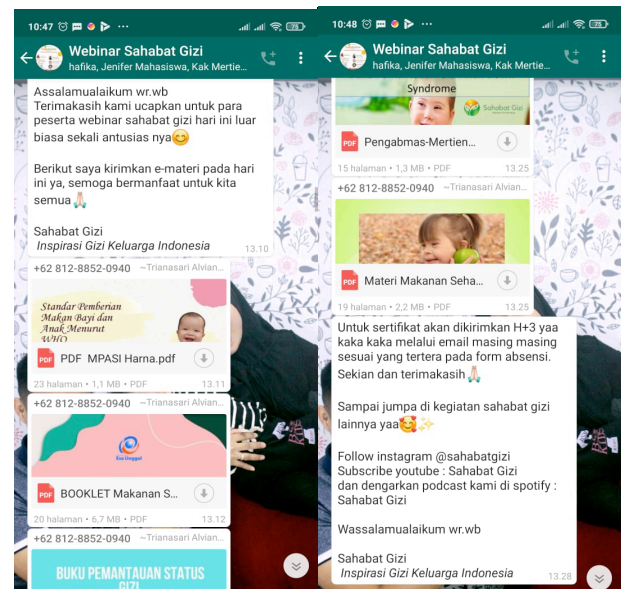 10:47
75
Webinar Sahabat Gizi
hafika, Jenifer Mahasiswa, Kak Mertie...
Assalamualaikum wr.wb
Terimakasih kami ucapkan untuk para
peserta webinar sahabat gizi hari ini luar
biasa sekali antusias nya😊
Berikut saya kirimkan e-materi pada hari
ini ya, semoga bermanfaat untuk kita
semua🙏🏻
Sahabat Gizi
Inspirasi Gizi Keluarga Indonesia
13.10
+62 812-8852-0940 ~Trianasari Alvian...
Standar Pemberian
Makan Bayi dan
Anak Menurut
WHO
PDF
PDF MPASI Harna.pdf
23 halaman • 1,1 MB • PDF 13.11
+62 812-8852-0940 ~Trianasari Alvian...
Esa Unggul
PDF
BOOKLET Makanan S...
20 halaman • 6,7 MB • PDF 13.12
+62 812-8852-0940 ~Trianasari Alvian...
BUKU PEMANTAUAN STATUS
GIZI
10:48
75
Webinar Sahabat Gizi
hafika, Jenifer Mahasiswa, Kak Mertie...
Syndrome
Sahabat Gizi
PDF
Pengabmas-Mertien...
15 halaman • 1,3 MB • PDF 13.25
+62 812-8852-0940 ~Trianasari Alvian...
PDF
Materi Makanan Seha...
19 halaman • 2,2 MB • PDF 13.25
Untuk sertifikat akan dikirimkan H+3 yaa
kaka kaka melalui email masing masing
sesuai yang tertera pada form absensi.
Sekian dan terimakasih🙏🏻
Sampai jumpa di kegiatan sahabat gizi
lainnya yaa🥰✨
Follow instagram @sahabatgizi
Subscribe youtube : Sahabat Gizi
dan dengarkan podcast kami di spotify :
Sahabat Gizi
Wassalamualaikum wr.wb
Sahabat Gizi
Inspirasi Gizi Keluarga Indonesia
13.28